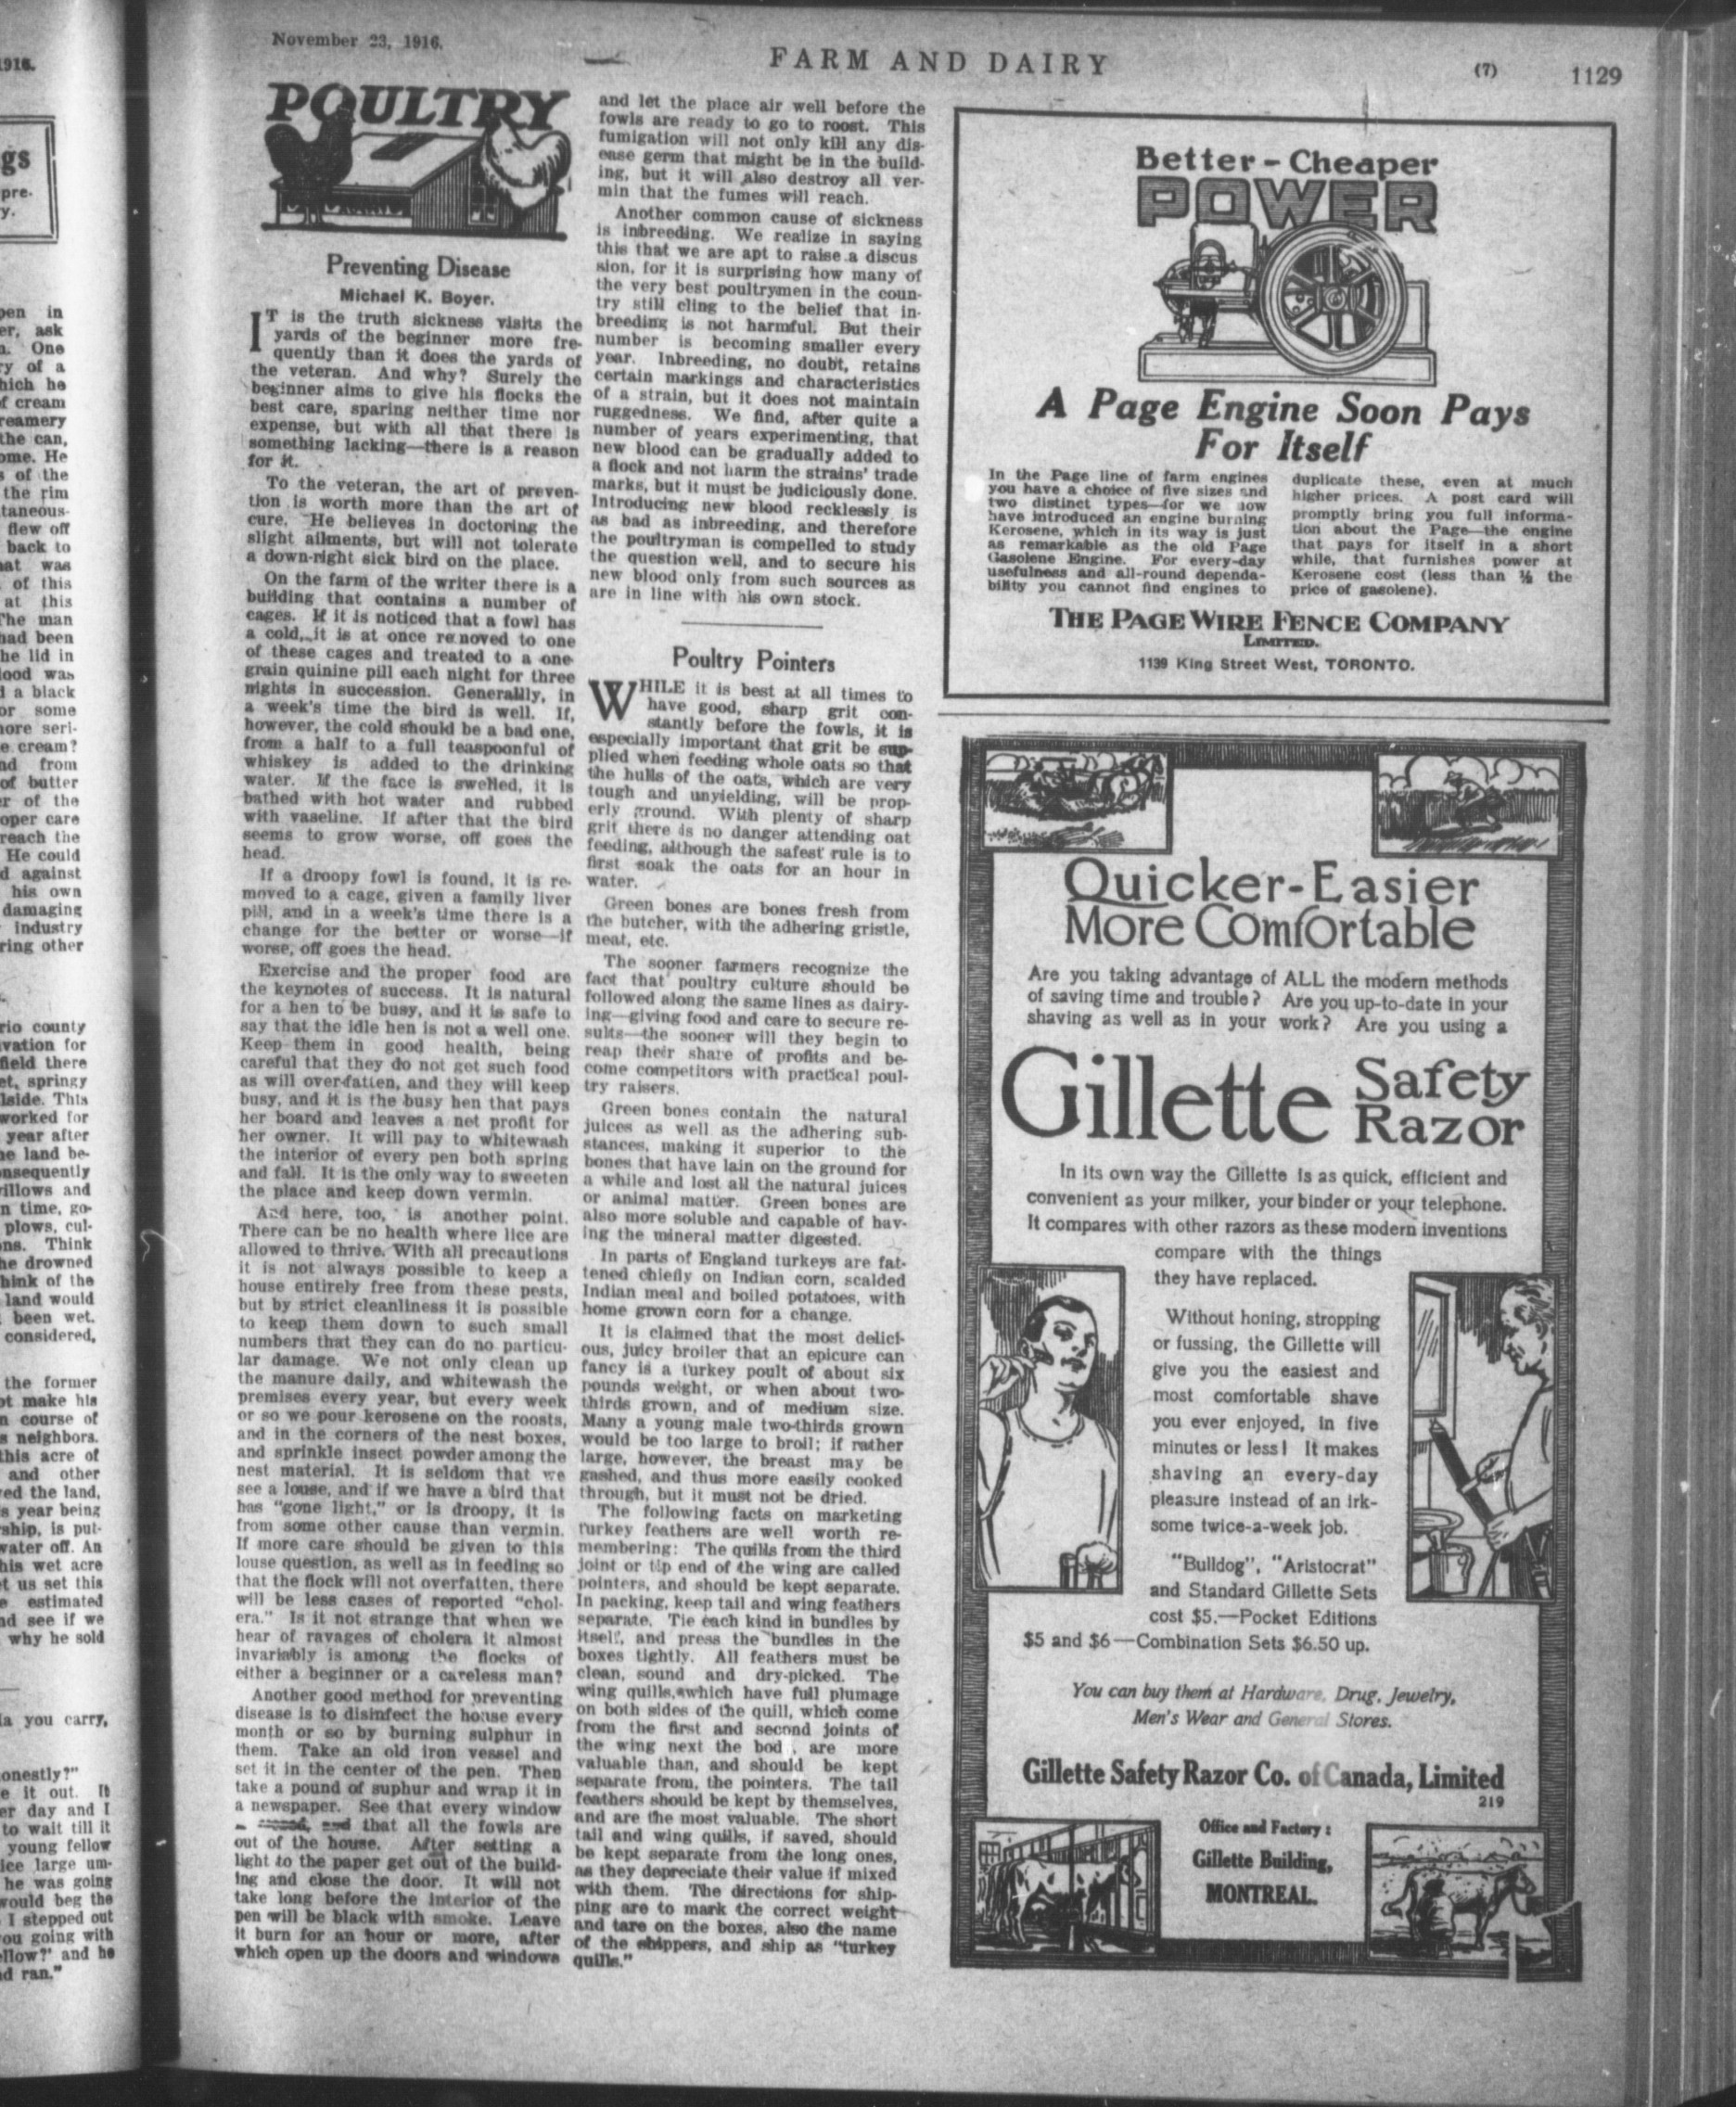 November 23, 1916.
FARM AND DAIRY
(7)
1129
POULTRY
Preventing Disease
Michael K. Boyer.
IT is the truth sickness visits the
yards of the beginner more fre-
quently than it does the yards of
the veteran. And why? Surely the
beginner aims to give his flocks the
best care, sparing neither time nor
expense, but with all that there is
something lacking—there is a reason
for it.
To the veteran, the art of preven-
tion is worth more than the art of
cure. He believes in doctoring the
slight ailments, but will not tolerate
a down-right sick bird on the place.
On the farm of the writer there is a
building that contains a number of
cages. If it is noticed that a fowl has
a cold, it is at once removed to one
of these cages and treated to a one-
grain quinine pill each night for three
nights in succession. Generallly, in
a week's time the bird is well. If,
however, the cold should be a bad one,
from a half to a full teaspoonful of
whiskey is added to the drinking
water. If the face is swelled, it is
bathed with hot water and rubbed
with vaseline. If after that the bird
seems to grow worse, off goes the
head.
If a droopy fowl is found, it is re-
moved to a cage, given a family liver
pill, and in a week's time there is a
change for the better or worse—if
worse, off goes the head.
Exercise and the proper food are
the keynotes of success. It is natural
for a hen to be busy, and it is safe to
say that the idle hen is not a well one.
Keep them in good health, being
careful that they do not get such food
as will over-fatten, and they will keep
busy, and it is the busy hen that pays
her board and leaves a net profit for
her owner. It will pay to whitewash
the interior of every pen both spring
and fall. It is the only way to sweeten
the place and keep down vermin.
And here, too, is another point.
There can be no health where lice are
allowed to thrive. With all precautions
it is not always possible to keep a
house entirely free from these pests,
but by strict cleanliness it is possible
to keep them down to such small
numbers that they can do no particu-
lar damage. We not only clean up
the manure daily, and whitewash the
premises every year, but every week
or so we pour kerosene on the roosts,
and in the corners of the nest boxes,
and sprinkle insect powder among the
nest material. It is seldom that we
see a louse, and if we have a bird that
has "gone light," or is droopy, it is
from some other cause than vermin.
If more care should be given to this
louse question, as well as in feeding so
that the flock will not overfatten, there
will be less cases of reported "chol-
era." Is it not strange that when we
hear of ravages of cholera it almost
invariably is among the flocks of
either a beginner or a careless man?
Another good method for preventing
disease is to disinfect the house every
month or so by burning sulphur in
them. Take an old iron vessel and
set it in the center of the pen. Then
take a pound of suphur and wrap it in
a newspaper. See that every window
and that all the fowls are
out of the house. After setting a
light to the paper get out of the build-
ing and close the door. It will not
take long before the interior of the
pen will be black with smoke. Leave
it burn for an hour or more, after
which open up the doors and windows
and let the place air well before the
fowls are ready to go to roost. This
fumigation will not only kill any dis-
ease germ that might be in the build-
ing, but it will also destroy all ver-
min that the fumes will reach.
Another common cause of sickness
is inbreeding. We realize in saying
this that we are apt to raise a discus
sion, for it is surprising how many of
the very best poultrymen in the coun-
try still cling to the belief that in-
breeding is not harmful. But their
number is becoming smaller every
year. Inbreeding, no doubt, retains
certain markings and characteristics
of a strain, but it does not maintain
ruggedness. We find, after quite a
number of years experimenting, that
new blood can be gradually added to
a flock and not harm the strains' trade
marks, but it must be judiciously done.
Introducing new blood recklessly is
as bad as inbreeding, and therefore
the poultryman is compelled to study
the question well, and to secure his
new blood only from such sources as
are in line with his own stock.
Poultry Pointers
WHILE it is best at all times to
have good, sharp grit con-
stantly before the fowls, it is
especially important that grit be sup-
plied when feeding whole oats so that
the hulls of the oats, which are very
tough and unyielding, will be prop-
erly ground. With plenty of sharp
grit there is no danger attending oat
feeding, although the safest rule is to
first soak the oats for an hour in
water.
Green bones are bones fresh from
the butcher, with the adhering gristle,
meat, etc.
The sooner farmers recognize the
fact that poultry culture should be
followed along the same lines as dairy-
ing—giving food and care to secure re-
sults—the sooner will they begin to
reap their share of profits and be-
come competitors with practical poul-
try raisers.
Green bones contain the natural
juices as well as the adhering sub-
stances, making it superior to the
bones that have lain on the ground for
a while and lost all the natural juices
or animal matter. Green bones are
also more soluble and capable of hav-
ing the mineral matter digested.
In parts of England turkeys are fat-
tened chiefly on Indian corn, scalded
Indian meal and boiled potatoes, with
home grown corn for a change.
It is claimed that the most delici-
ous, juicy broiler that an epicure can
fancy is a turkey poult of about six
pounds weight, or when about two-
thirds grown, and of medium size.
Many a young male two-thirds grown
would be too large to broil; if rather
large, however, the breast may be
gashed, and thus more easily cooked
through, but it must not be dried.
The following facts on marketing
turkey feathers are well worth re-
membering: The quills from the third
joint or tip end of the wing are called
pointers, and should be kept separate.
In packing, keep tail and wing feathers
separate. Tie each kind in bundles by
itself, and press the bundles in the
boxes tightly. All feathers must be
clean, sound and dry-picked. The
wing quills, which have full plumage
on both sides of the quill, which come
from the first and second joints of
the wing next the bod, are more
valuable than, and should be kept
separate from, the pointers. The tail
feathers should be kept by themselves,
and are the most valuable. The short
tail and wing quills, if saved, should
be kept separate from the long ones,
as they depreciate their value if mixed
with them. The directions for ship-
ping are to mark the correct weight
and tare on the boxes, also the name
of the shippers, and ship as "turkey
quills."
Better - Cheaper
POWER
A Page Engine Soon Pays
For Itself
In the Page line of farm engines
you have a choice of five sizes and
two distinct types—for we now
have introduced an engine burning
Kerosene, which in its way is just
as remarkable as the old Page
Gasolene Engine. For every-day
usefulness and all-round dependa-
bility you cannot find engines to
duplicate these, even at much
higher prices. A post card will
promptly bring you full informa-
tion about the Page—the engine
that pays for itself in a short
while, that furnishes power at
Kerosene cost (less than ½ the
price of gasolene).
THE PAGE WIRE FENCE COMPANY
LIMITED.
1139 King Street West, TORONTO.
Quicker-Easier
More Comfortable
Are you taking advantage of ALL the modern methods
of saving time and trouble? Are you up-to-date in your
shaving as well as in your work? Are you using a
Gillette Safety
Razor
In its own way the Gillette is as quick, efficient and
convenient as your milker, your binder or your telephone.
It compares with other razors as these modern inventions
compare with the things
they have replaced.
Without honing, stropping
or fussing, the Gillette will
give you the easiest and
most comfortable shave
you ever enjoyed, in five
minutes or less! It makes
shaving an every-day
pleasure instead of an irk-
some twice-a-week job.
"Bulldog", "Aristocrat"
and Standard Gillette Sets
cost $5.—Pocket Editions
$5 and $6—Combination Sets $6.50 up.
You can buy them at Hardware, Drug, Jewelry,
Men's Wear and General Stores.
Gillette Safety Razor Co. of Canada, Limited
219
Office and Factory:
Gillette Building,
MONTREAL.